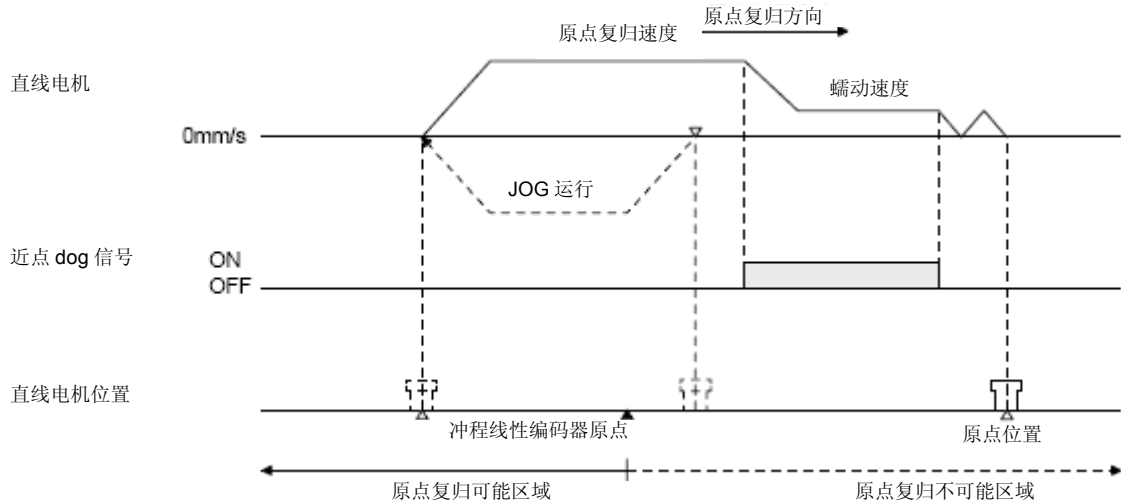 原点复归方向
原点复归速度
直线电机
蠕动速度
0mm/s
JOG 运行
近点 dog 信号
ON
OFF
直线电机位置
冲程线性编码器原点
原点位置
原点复归可能区域
原点复归不可能区域